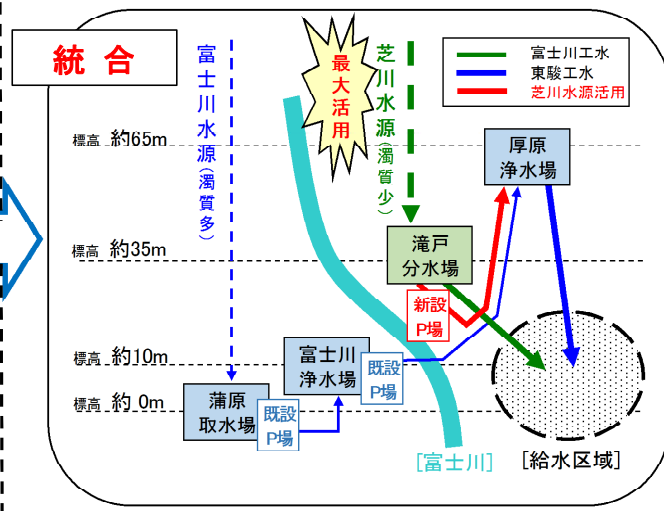 統合
富士川水源(濁質多)
最大活用
芝川水源(濁質少)
富士川工水
東駿工水
芝川水源活用
標高 約65m
厚原
浄水場
標高 約35m
滝戸
分水場
新設
P場
標高 約10m
富士川
浄水場
既設
P場
標高 約 0m
蒲原
取水場
既設
P場
[富士川]
[給水区域]